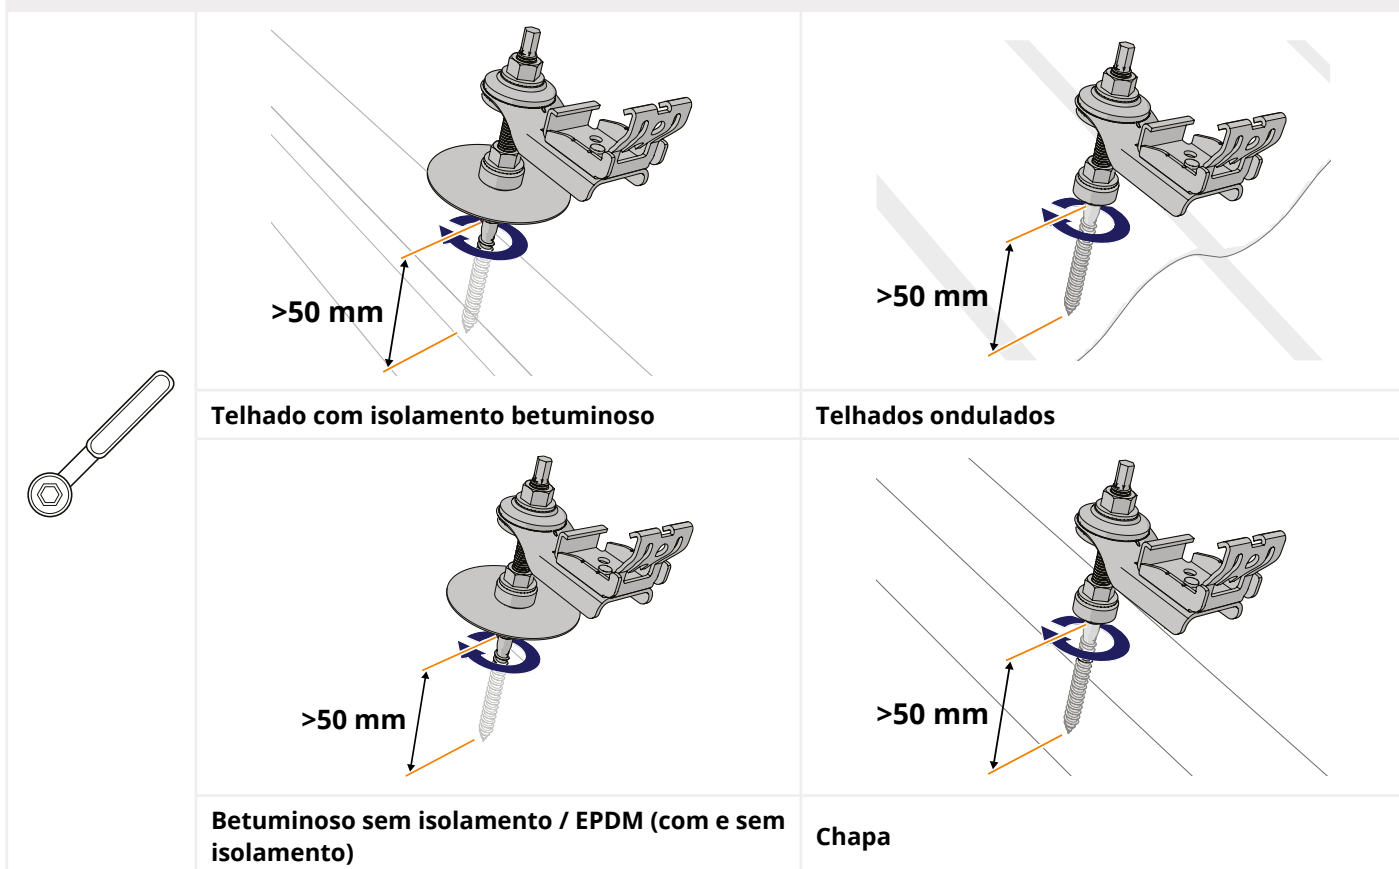 >50 mm
>50 mm
Telhado com isolamento betuminoso
Telhados ondulados
>50 mm
>50 mm
Betuminoso sem isolamento / EPDM (com e sem
isolamento)
Chapa